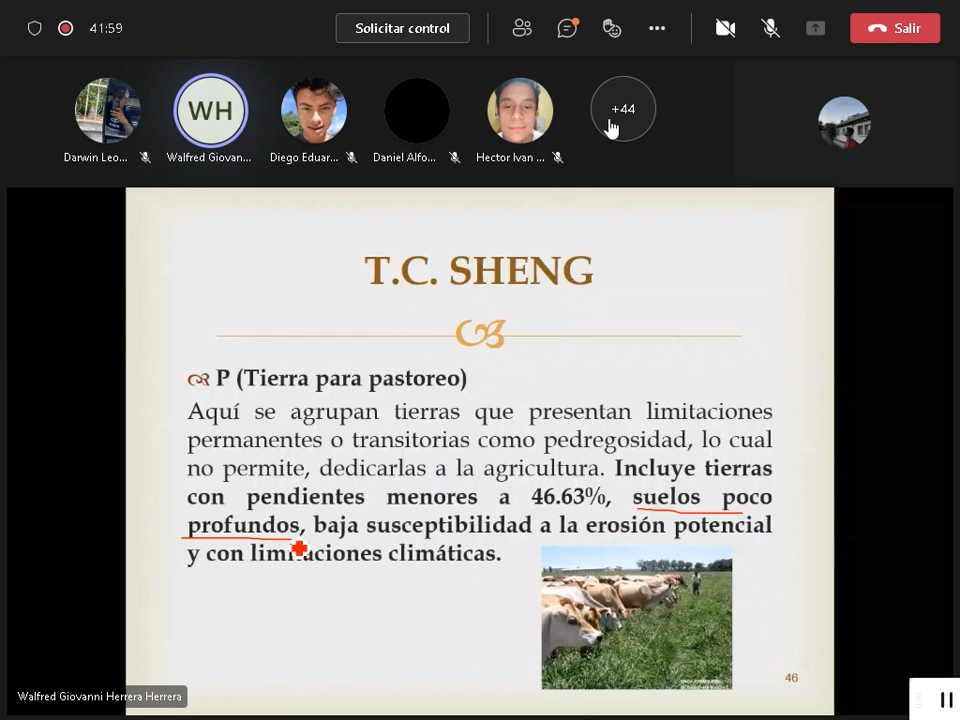 41:59
Solicitar control
Salir
WH
+44
Darwin Leo...
Walfred Giovan...
Diego Eduar...
Daniel Alfo...
Hector Ivan ...
T.C. SHENG
P (Tierra para pastoreo)
Aquí se agrupan tierras que presentan limitaciones
permanentes o transitorias como pedregosidad, lo cual
no permite, dedicarlas a la agricultura. Incluye tierras
con pendientes menores a 46.63%, suelos poco
profundos, baja susceptibilidad a la erosión potencial
y con limitaciones climáticas.
46
Walfred Giovanni Herrera Herrera